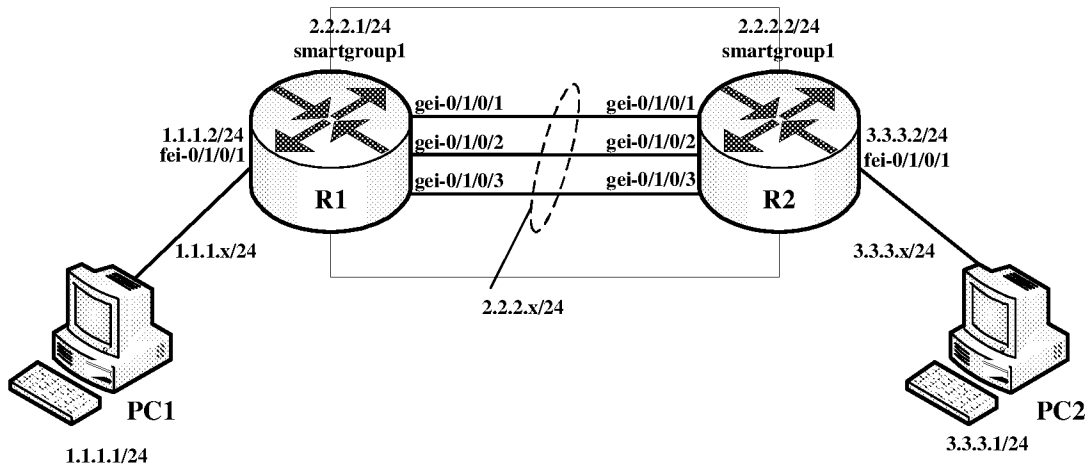 2.2.2.1/24
smartgroup1
2.2.2.2/24
smartgroup1
gei-0/1/0/1
gei-0/1/0/1
1.1.1.2/24
fei-0/1/0/1
gei-0/1/0/2
gei-0/1/0/2
3.3.3.2/24
fei-0/1/0/1
gei-0/1/0/3
gei-0/1/0/3
R1
R2
1.1.1.x/24
3.3.3.x/24
2.2.2.x/24
PC1
PC2
1.1.1.1/24
3.3.3.1/24